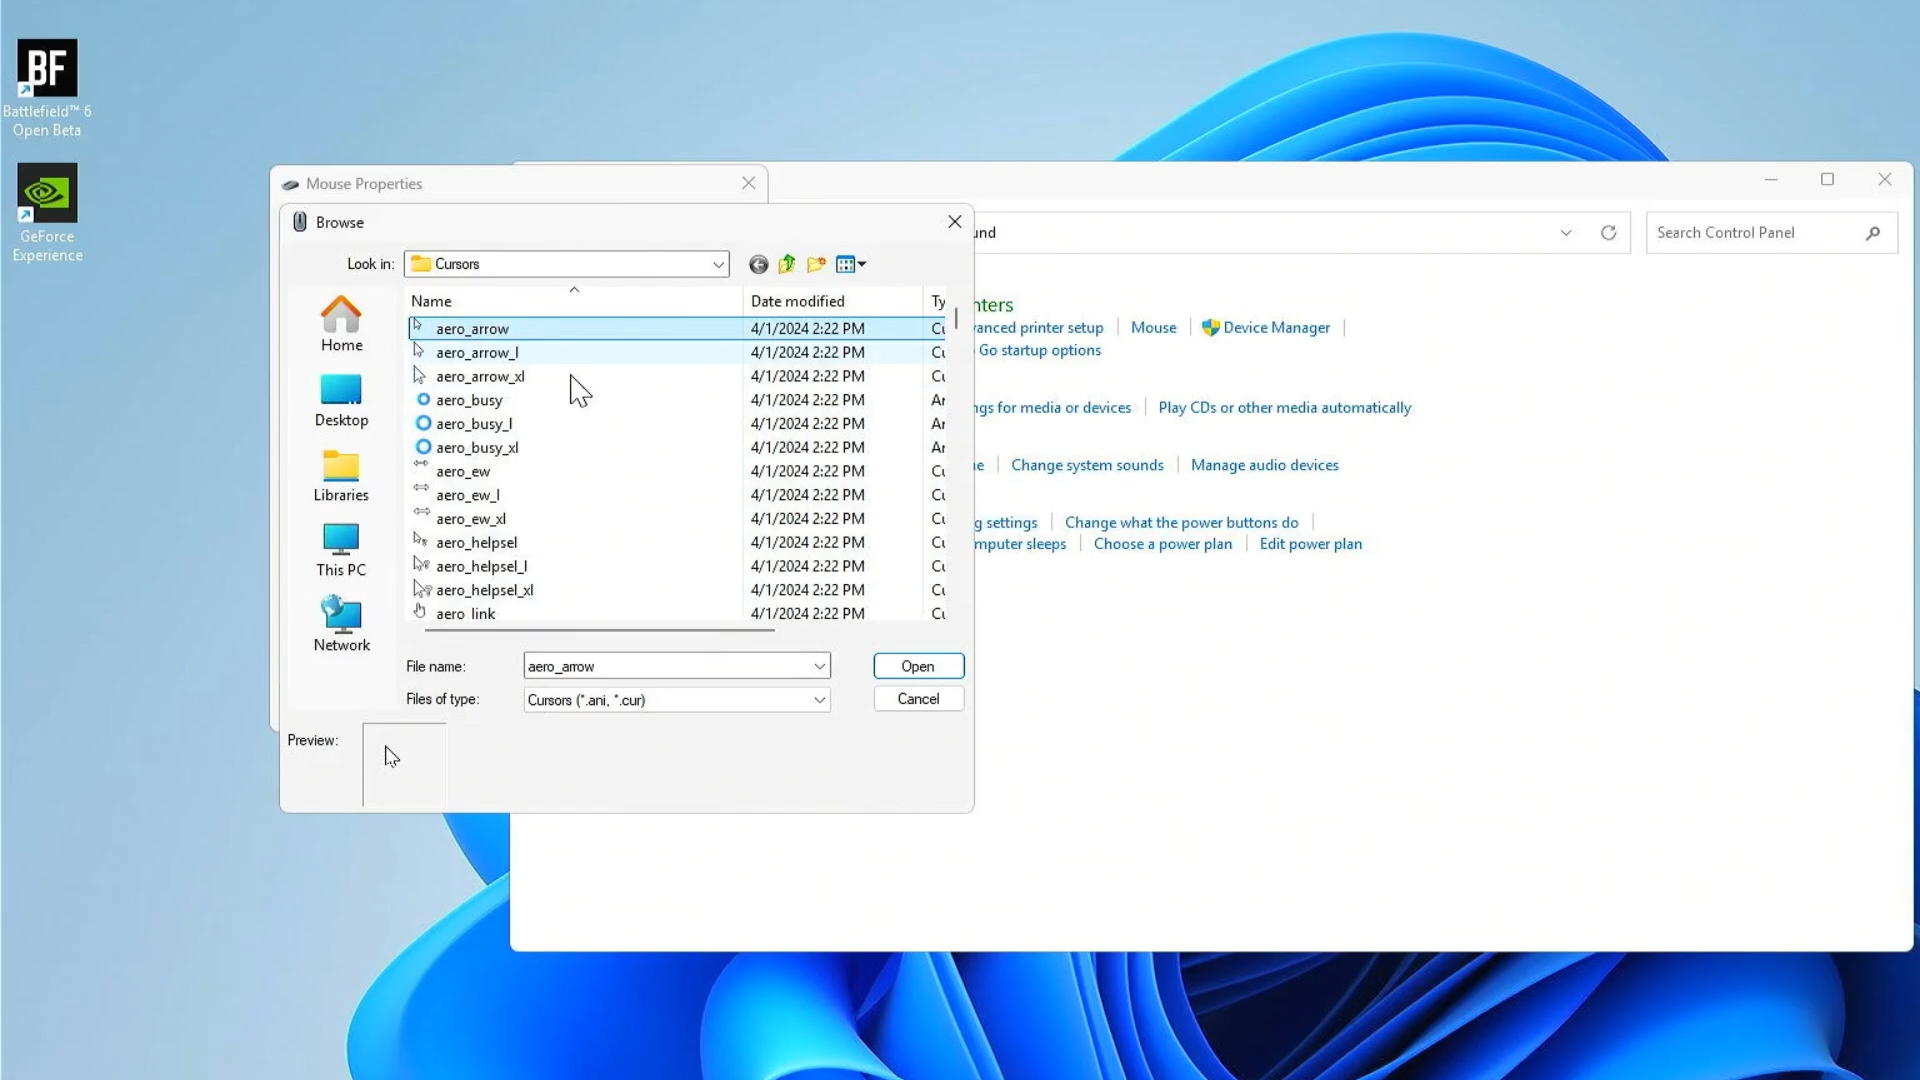 BF
Battlefield™ 6
Open Beta
GeForce
Experience
Mouse Properties
Browse
Look in: Cursors
Home
Desktop
Libraries
This PC
Network
Name Date modified Ty
aero_arrow 4/1/2024 2:22 PM Cu
aero_arrow_l 4/1/2024 2:22 PM Cu
aero_arrow_xl 4/1/2024 2:22 PM Cu
aero_busy 4/1/2024 2:22 PM Ar
aero_busy_l 4/1/2024 2:22 PM Ar
aero_busy_xl 4/1/2024 2:22 PM Ar
aero_ew 4/1/2024 2:22 PM Cu
aero_ew_l 4/1/2024 2:22 PM Cu
aero_ew_xl 4/1/2024 2:22 PM Cu
aero_helpsel 4/1/2024 2:22 PM Cu
aero_helpsel_l 4/1/2024 2:22 PM Cu
aero_helpsel_xl 4/1/2024 2:22 PM Cu
aero_link 4/1/2024 2:22 PM Cu
File name: aero_arrow Open
Files of type: Cursors (*.ani, *.cur) Cancel
Preview:
und Search Control Panel
nters
vanced printer setup Mouse Device Manager
Go startup options
ngs for media or devices Play CDs or other media automatically
ne Change system sounds Manage audio devices
g settings Change what the power buttons do
mputer sleeps Choose a power plan Edit power plan